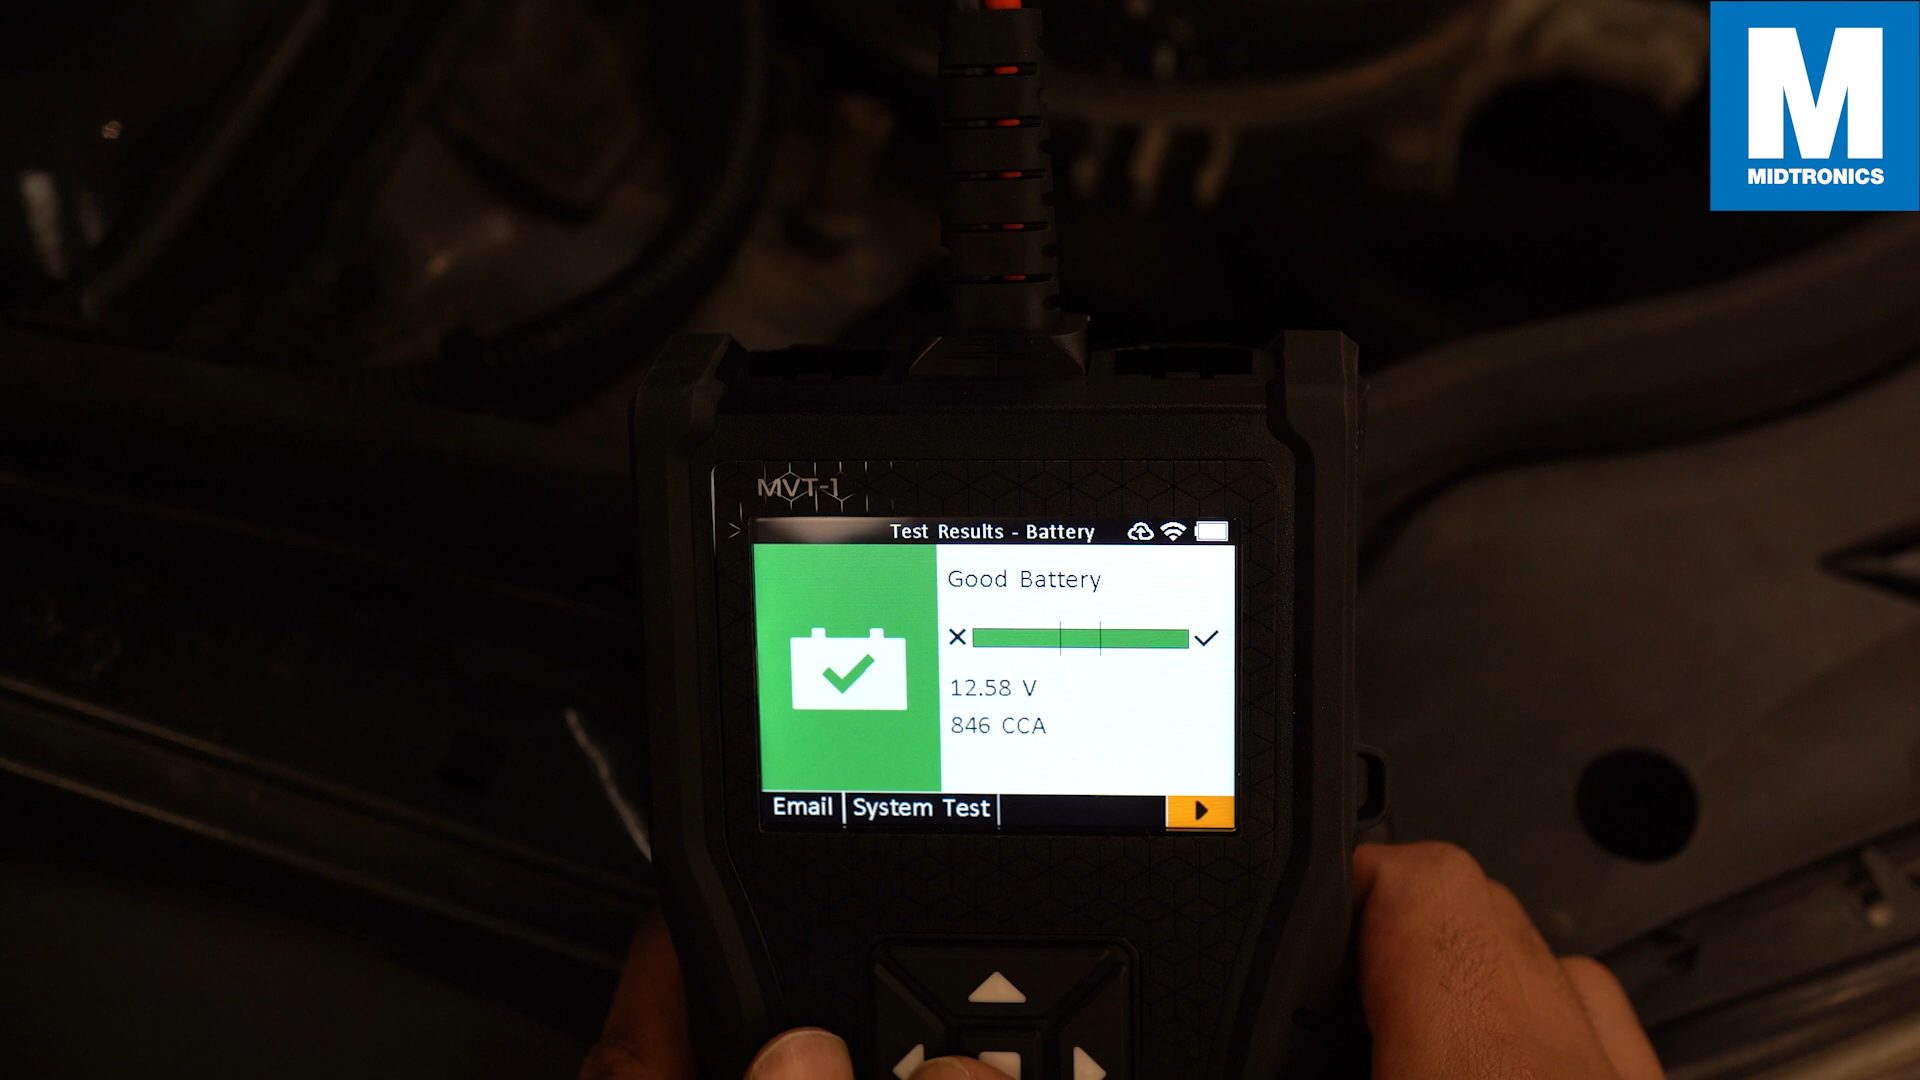 M
MIDTRONICS
MVT-1
Test Results - Battery
Good Battery
12.58 V
846 CCA
Email System Test